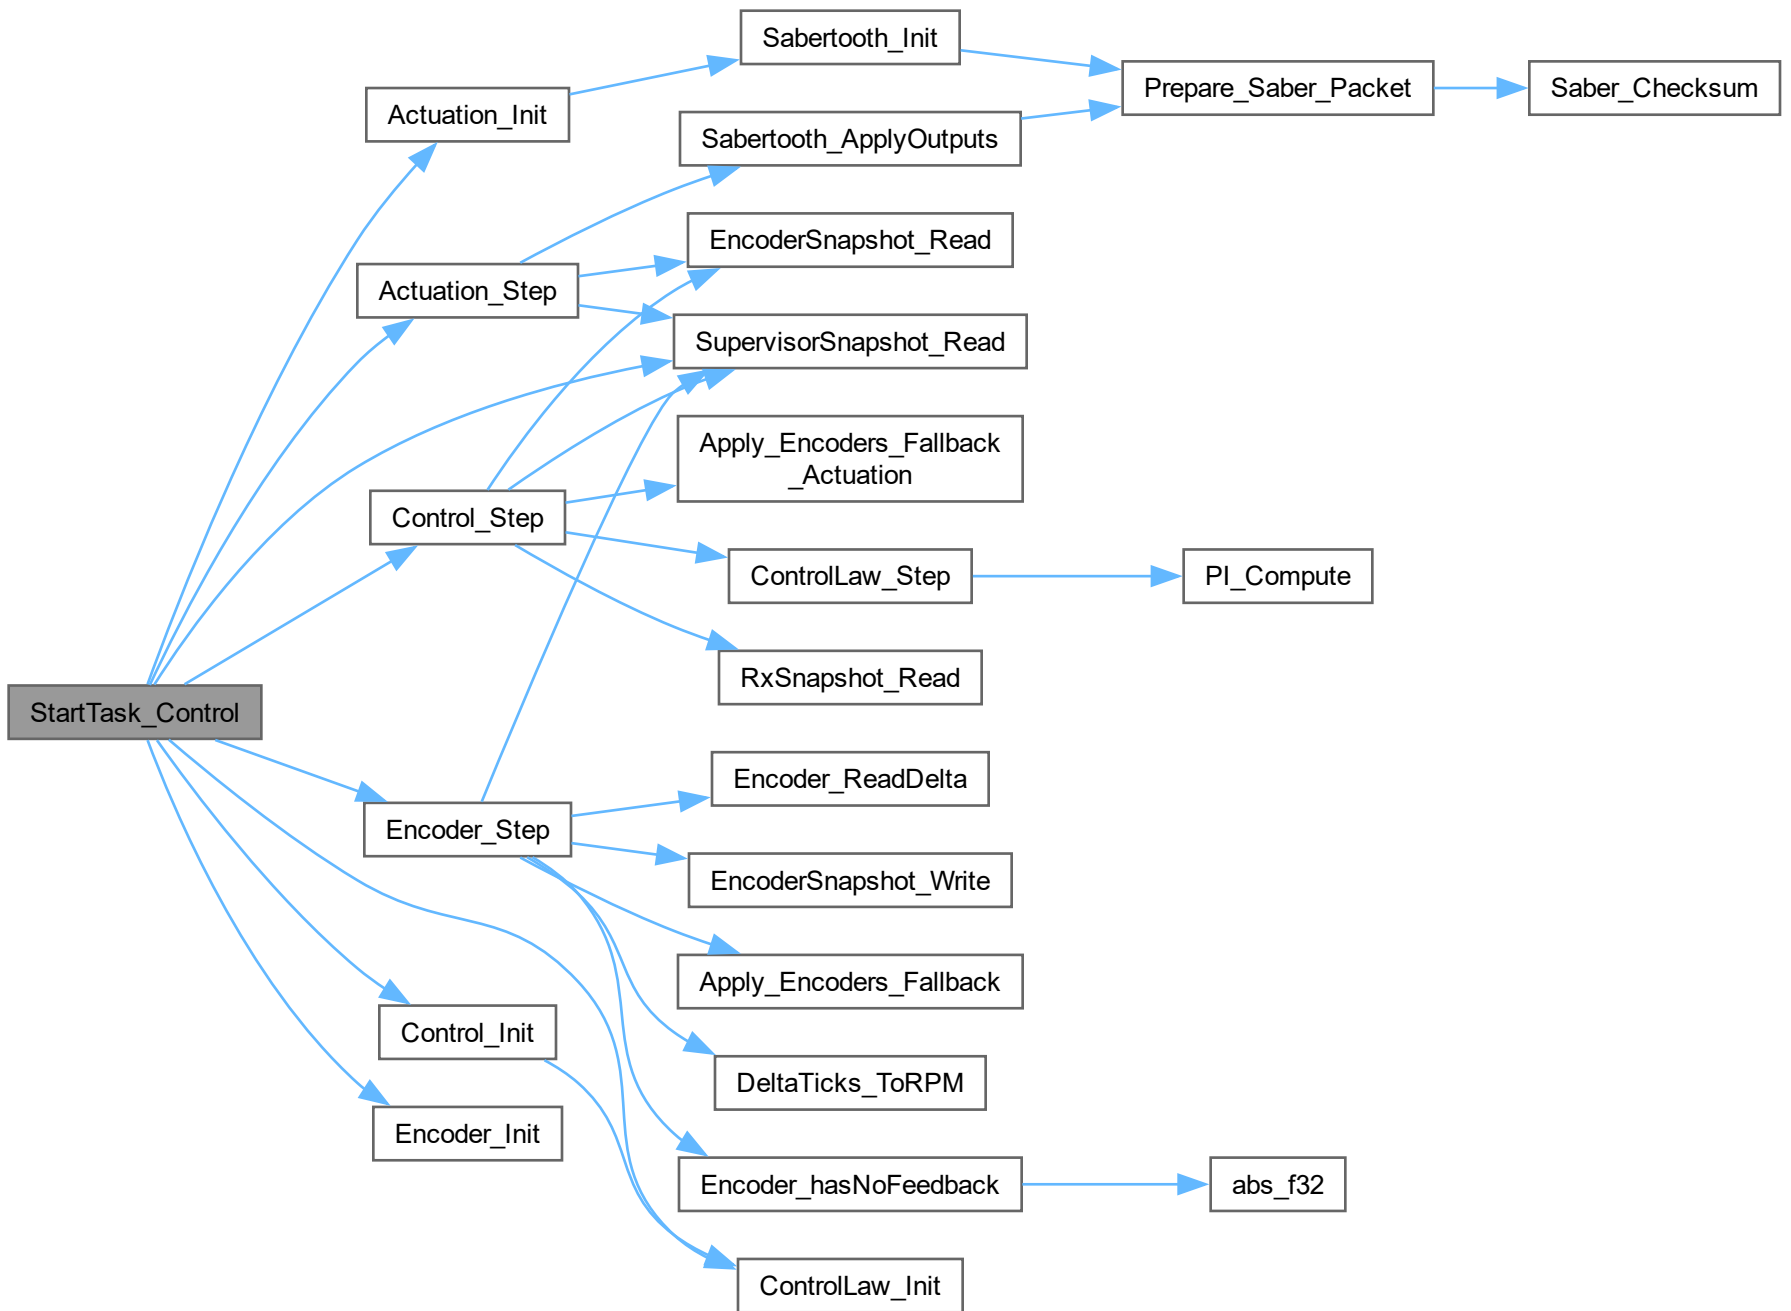 Sabertooth_Init
Prepare_Saber_Packet
Saber_Checksum
Actuation_Init
Sabertooth_ApplyOutputs
EncoderSnapshot_Read
Actuation_Step
SupervisorSnapshot_Read
Apply_Encoders_Fallback
_Actuation
Control_Step
ControlLaw_Step
PI_Compute
RxSnapshot_Read
StartTask_Control
Encoder_ReadDelta
Encoder_Step
EncoderSnapshot_Write
Apply_Encoders_Fallback
Control_Init
DeltaTicks_ToRPM
Encoder_Init
Encoder_hasNoFeedback
abs_f32
ControlLaw_Init